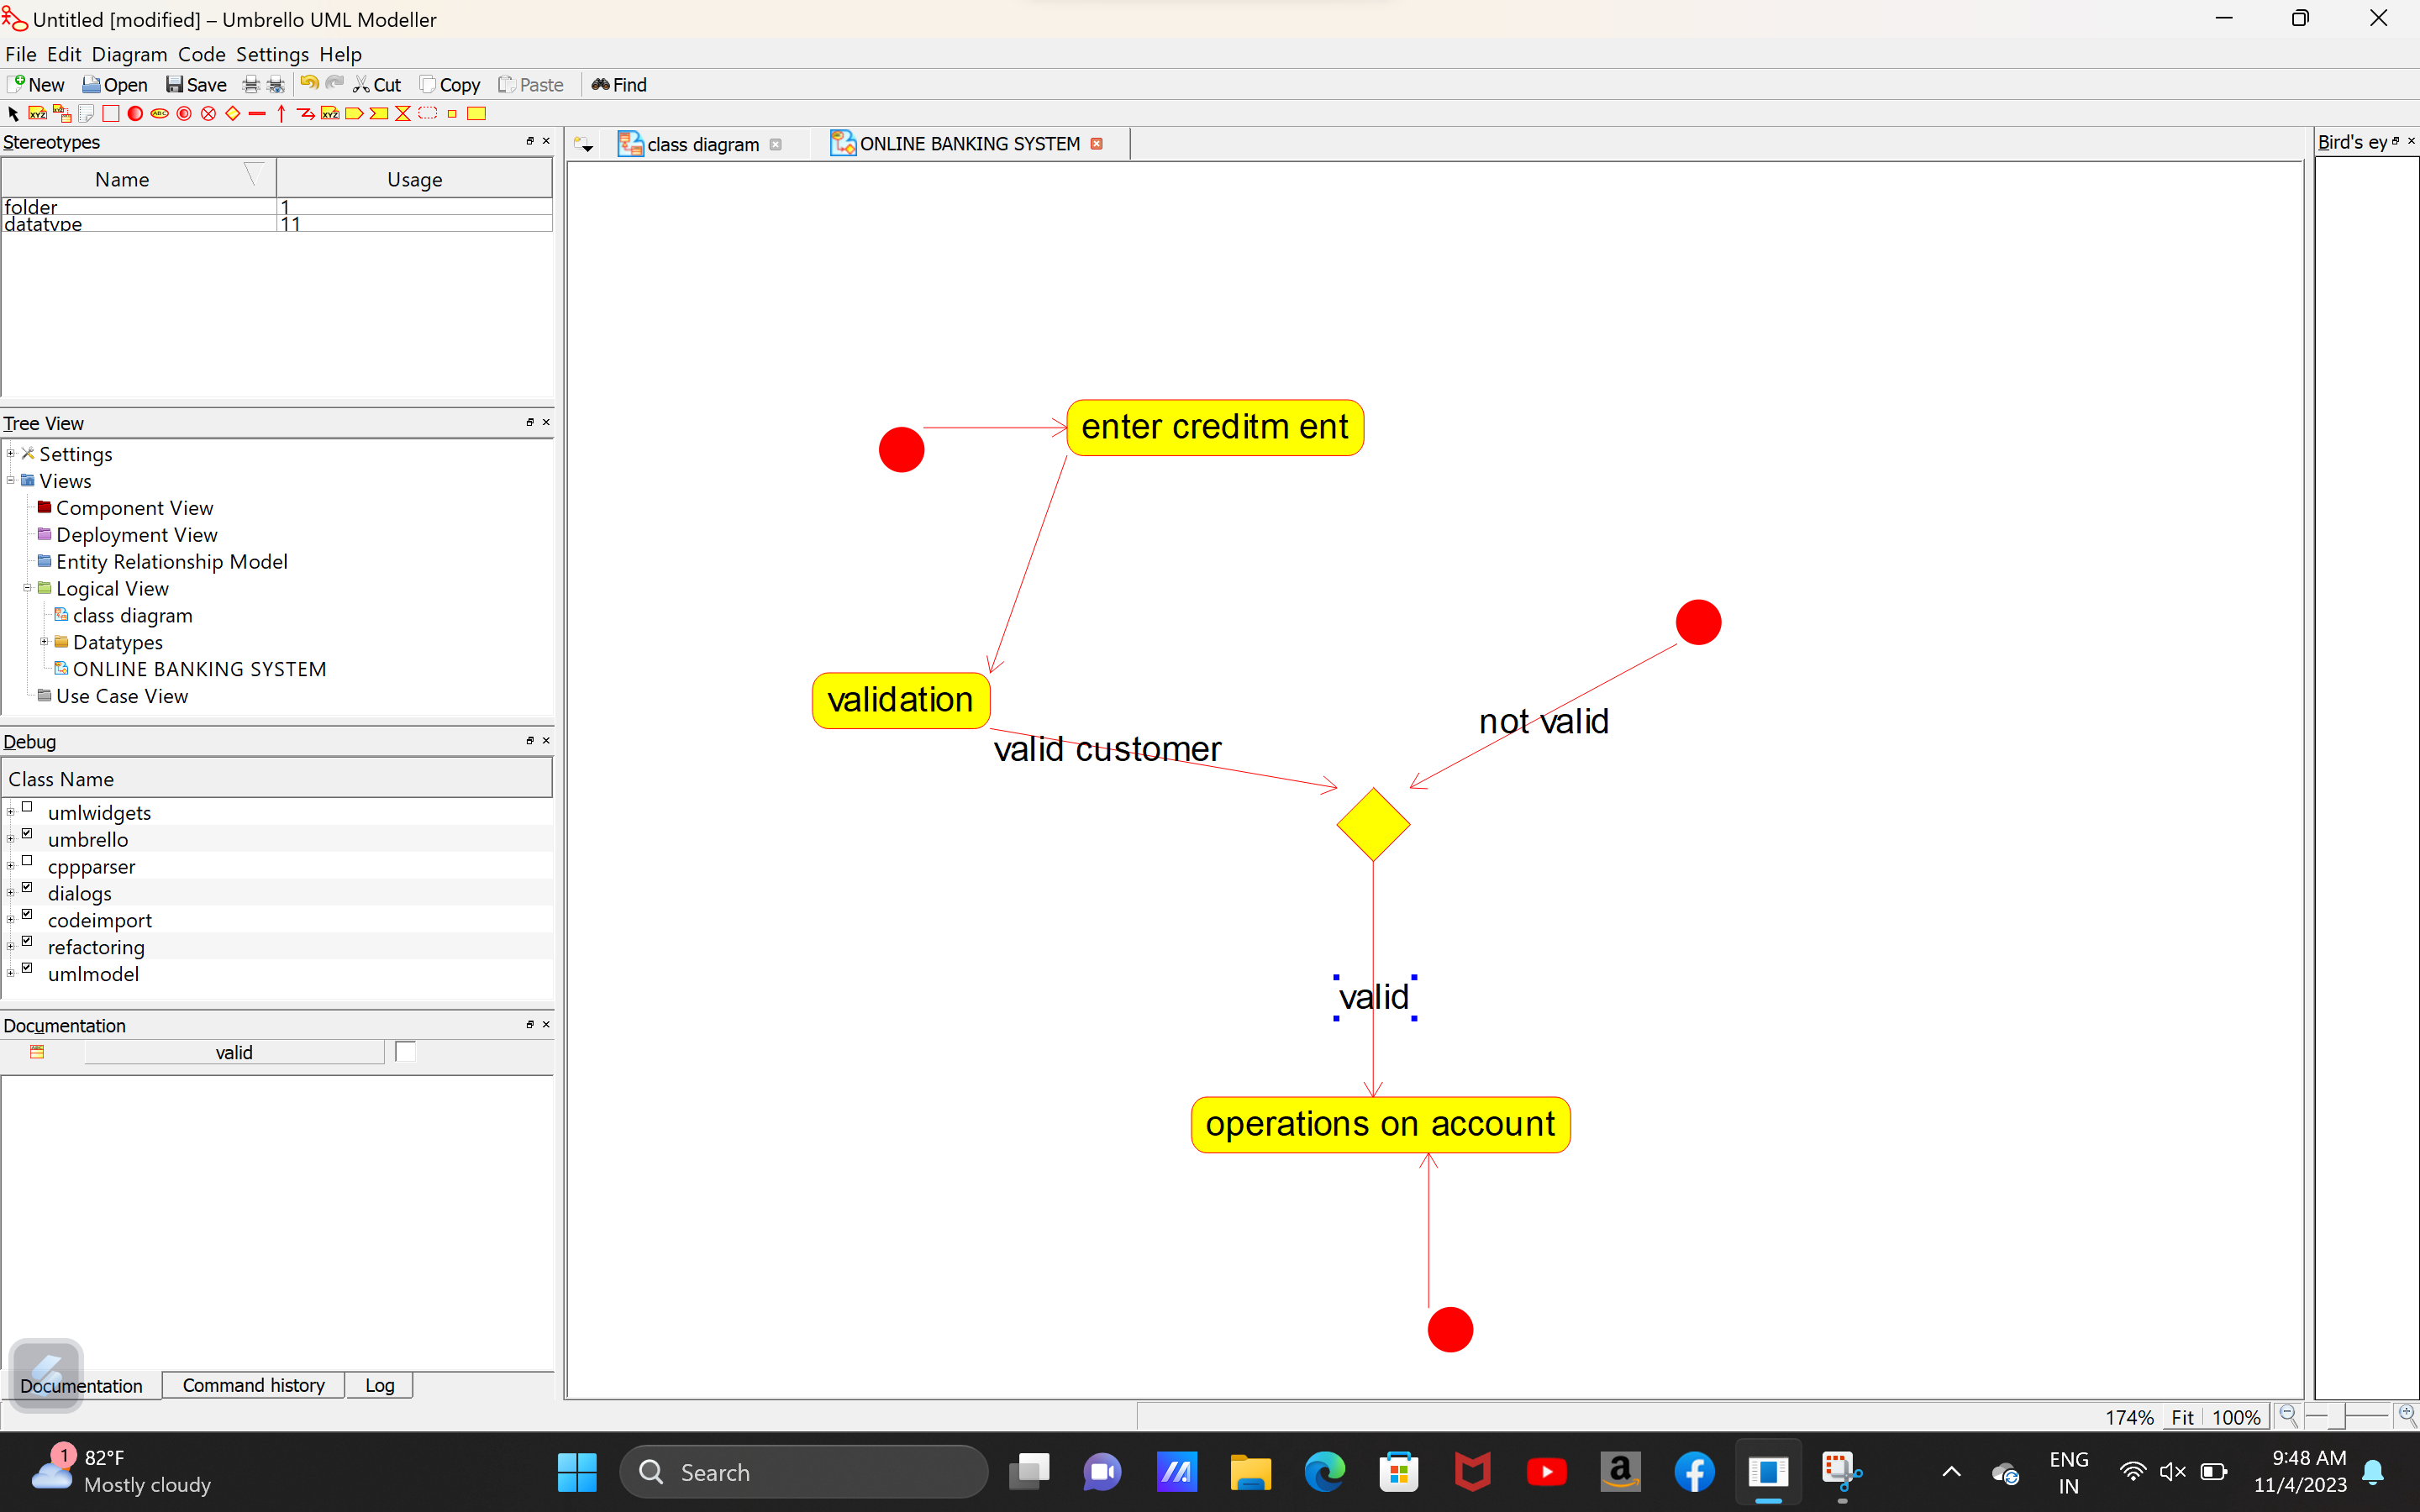 Untitled [modified] – Umbrello UML Modeller
File Edit Diagram Code Settings Help
New Open Save Cut Copy Paste Find
Stereotypes
Name Usage
folder 1
datatype 11
Tree View
Settings
Views
Component View
Deployment View
Entity Relationship Model
Logical View
class diagram
Datatypes
ONLINE BANKING SYSTEM
Use Case View
Debug
Class Name
umlwidgets
umbrello
cppparser
dialogs
codeimport
refactoring
umlmodel
Documentation
valid
Documentation Command history Log
class diagram ONLINE BANKING SYSTEM
enter creditm ent
validation
valid customer
not valid
valid
operations on account
Bird's ey
174% Fit 100%
1 82°F
Mostly cloudy
Search
ENG
IN
9:48 AM
11/4/2023